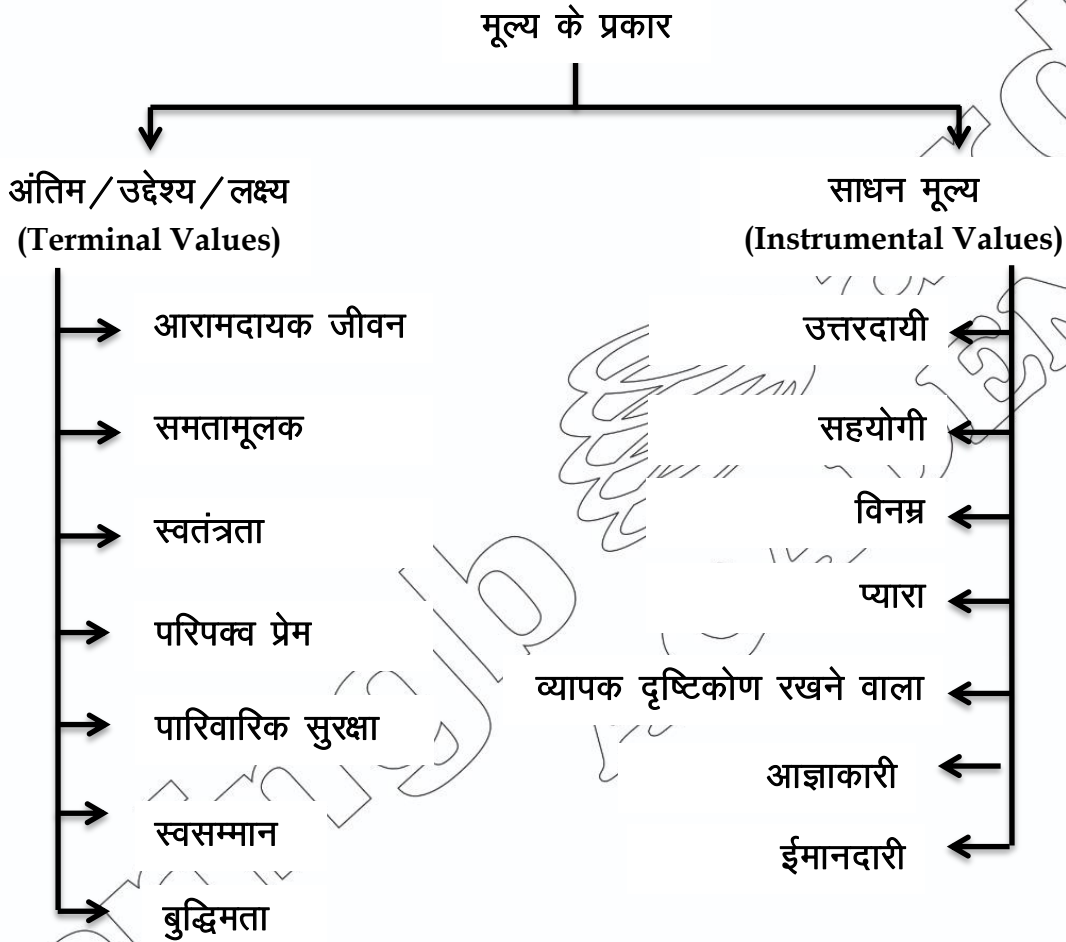 मूल्य के प्रकार
अंतिम/उद्देश्य/लक्ष्य
(Terminal Values)
आरामदायक जीवन
समतामूलक
स्वतंत्रता
परिपक्व प्रेम
पारिवारिक सुरक्षा
स्वसम्मान
बुद्धिमता
साधन मूल्य
(Instrumental Values)
उत्तरदायी
सहयोगी
विनम्र
प्यारा
व्यापक दृष्टिकोण रखने वाला
आज्ञाकारी
ईमानदारी